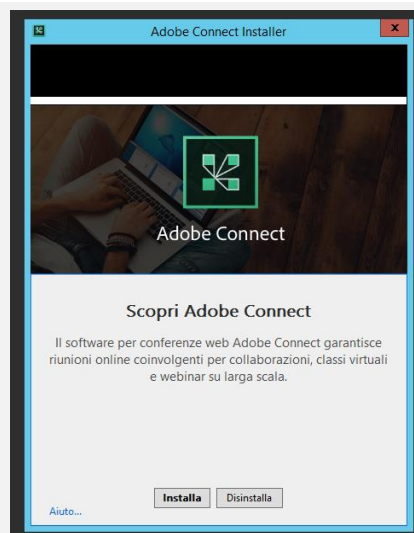 Adobe Connect Installer
x
Adobe Connect
Scopri Adobe Connect
Il software per conferenze web Adobe Connect garantisce
riunioni online coinvolgenti per collaborazioni, classi virtuali
e webinar su larga scala.
Installa Disinstalla
Aiuto...